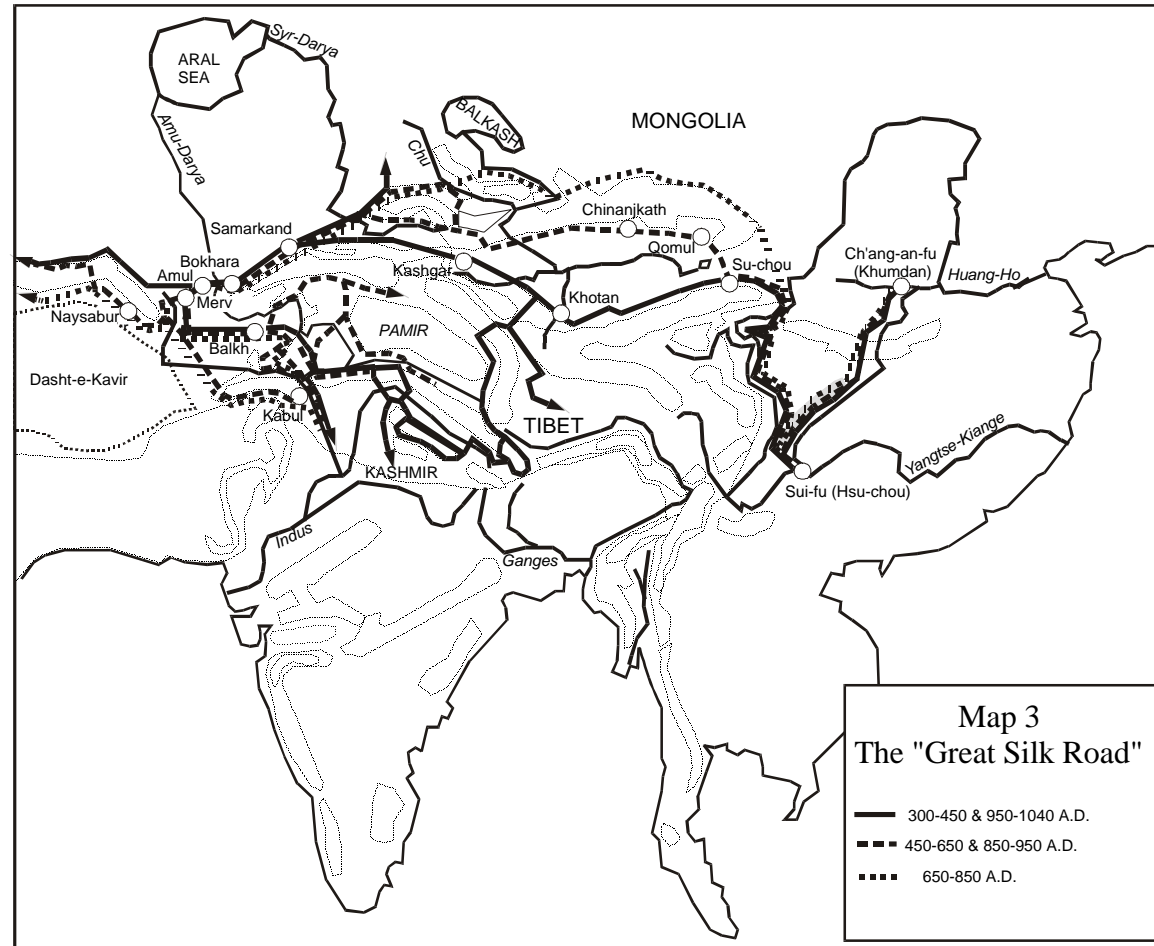 Syr-Darya
ARAL
SEA
Amu-Darya
BALKASH
MONGOLIA
Chu
Samarkand
Chinanjkath
Qomul
Ch'ang-an-fu
(Khumdan)
Huang-Ho
Bokhara
Amul
Merv
Kashgar
Su-chou
Khotan
Naysabur
PAMIR
Balkh
Dasht-e-Kavir
Kabul
TIBET
KASHMIR
Yangtse-Kiange
Sui-fu (Hsu-chou)
Indus
Ganges
Map 3
The "Great Silk Road"
300-450 & 950-1040 A.D.
450-650 & 850-950 A.D.
650-850 A.D.